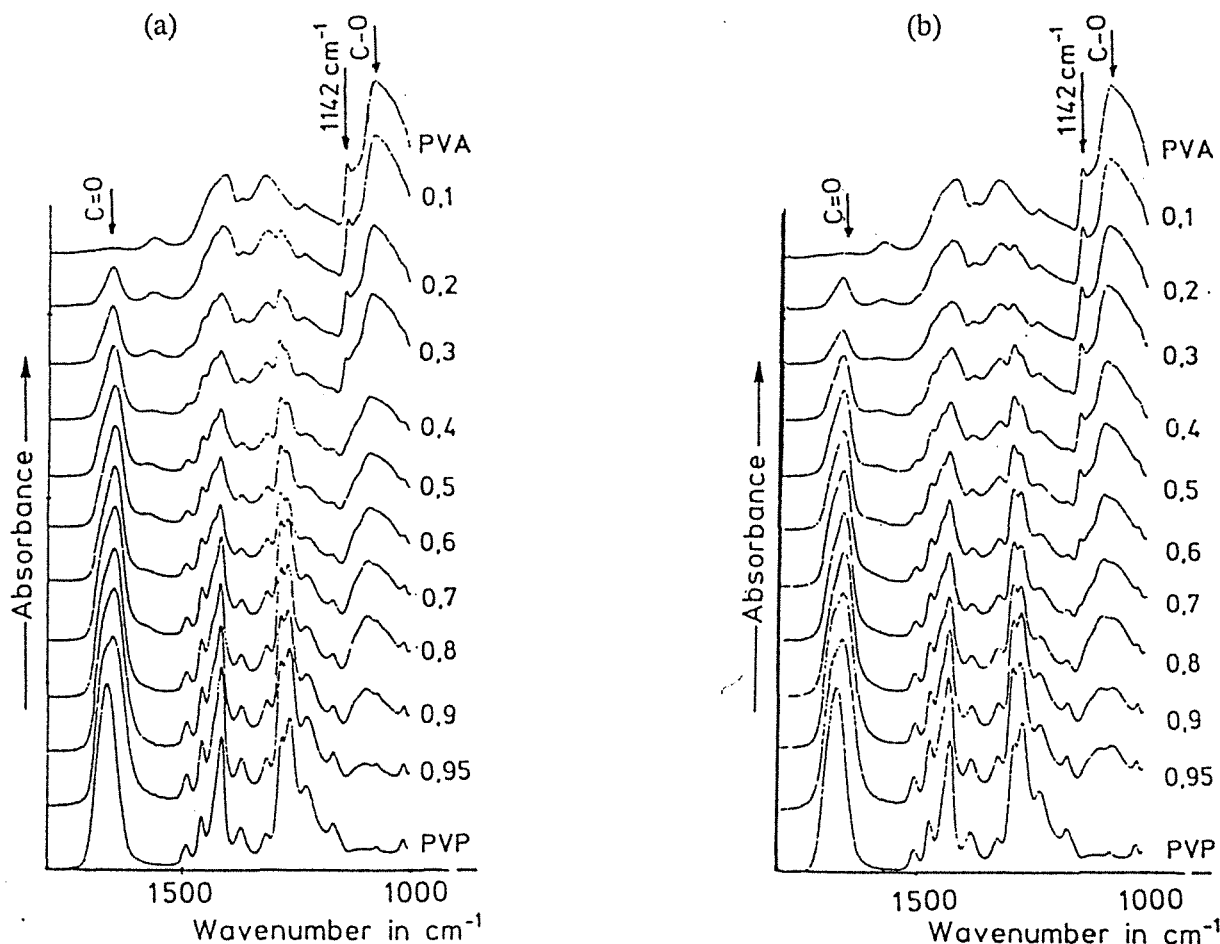 (a)
1142 cm⁻¹
C-O
C=O
PVA
0,1
0,2
0,3
0,4
0,5
0,6
0,7
0,8
0,9
0,95
PVP
Absorbance
1500
1000
Wavenumber in cm⁻¹
(b)
1142 cm⁻¹
C-O
C=O
PVA
0,1
0,2
0,3
0,4
0,5
0,6
0,7
0,8
0,9
0,95
PVP
Absorbance
1500
1000
Wavenumber in cm⁻¹